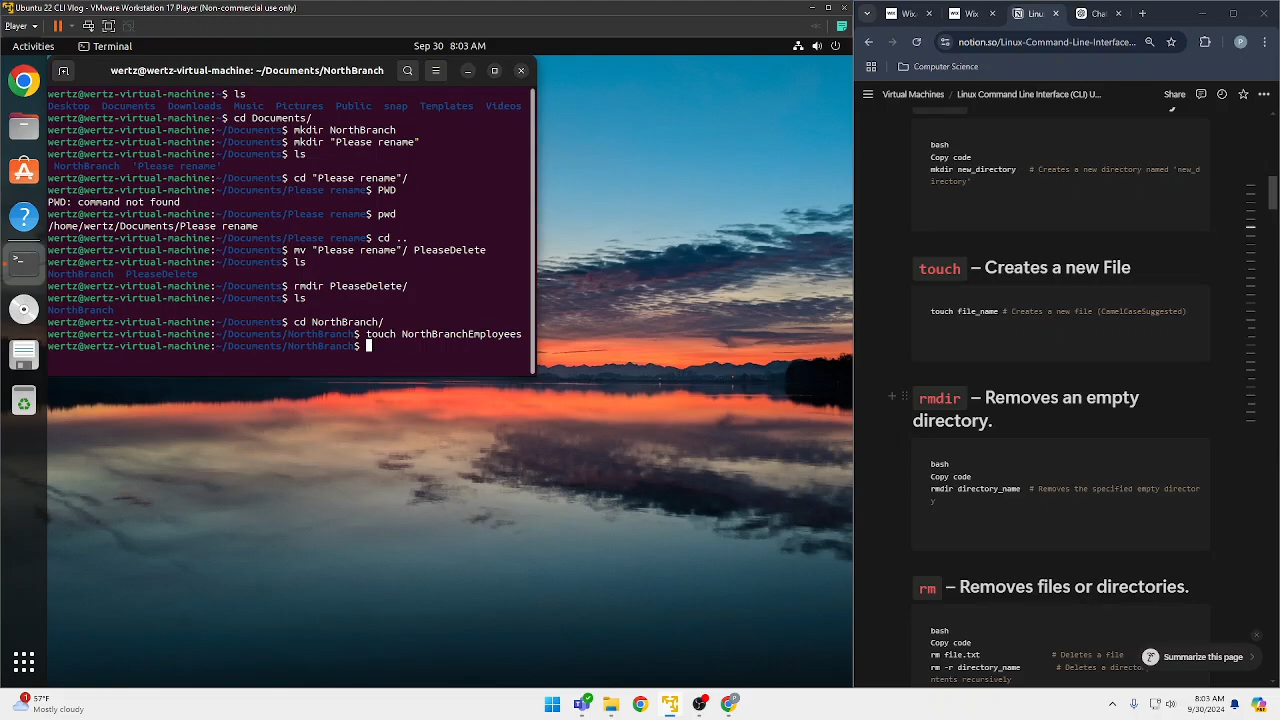 Ubuntu 22 CLI Vlog - VMware Workstation 17 Player (Non-commercial use only)
Player
Activities
Terminal
Sep 30 8:03 AM
wertz@wertz-virtual-machine: ~/Documents/NorthBranch
wertz@wertz-virtual-machine:~$ ls
Desktop Documents Downloads Music Pictures Public snap Templates Videos
wertz@wertz-virtual-machine:~$ cd Documents/
wertz@wertz-virtual-machine:~/Documents$ mkdir NorthBranch
wertz@wertz-virtual-machine:~/Documents$ mkdir "Please rename"
wertz@wertz-virtual-machine:~/Documents$ ls
NorthBranch 'Please rename'
wertz@wertz-virtual-machine:~/Documents$ cd "Please rename"/
wertz@wertz-virtual-machine:~/Documents/Please rename$ PWD
PWD: command not found
wertz@wertz-virtual-machine:~/Documents/Please rename$ pwd
/home/wertz/Documents/Please rename
wertz@wertz-virtual-machine:~/Documents/Please rename$ cd ..
wertz@wertz-virtual-machine:~/Documents$ mv "Please rename"/ PleaseDelete
wertz@wertz-virtual-machine:~/Documents$ ls
NorthBranch PleaseDelete
wertz@wertz-virtual-machine:~/Documents$ rmdir PleaseDelete/
wertz@wertz-virtual-machine:~/Documents$ ls
NorthBranch
wertz@wertz-virtual-machine:~/Documents$ cd NorthBranch/
wertz@wertz-virtual-machine:~/Documents/NorthBranch$ touch NorthBranchEmployees
wertz@wertz-virtual-machine:~/Documents/NorthBranch$
Wix
Wix
Linu
Cha
notion.so/Linux-Command-Line-Interface...
Computer Science
Virtual Machines / Linux Command Line Interface (CLI) U...
Share
bash
Copy code
mkdir new_directory # Creates a new directory named 'new_d
irectory'
touch – Creates a new File
touch file_name # Creates a new file (CamelCaseSuggested)
rmdir – Removes an empty
directory.
bash
Copy code
rmdir directory_name # Removes the specified empty director
y
rm – Removes files or directories.
bash
Copy code
rm file.txt # Deletes a file
rm -r directory_name # Deletes a directo
ntents recursively
Summarize this page
1
57°F
Mostly cloudy
8:03 AM
9/30/2024